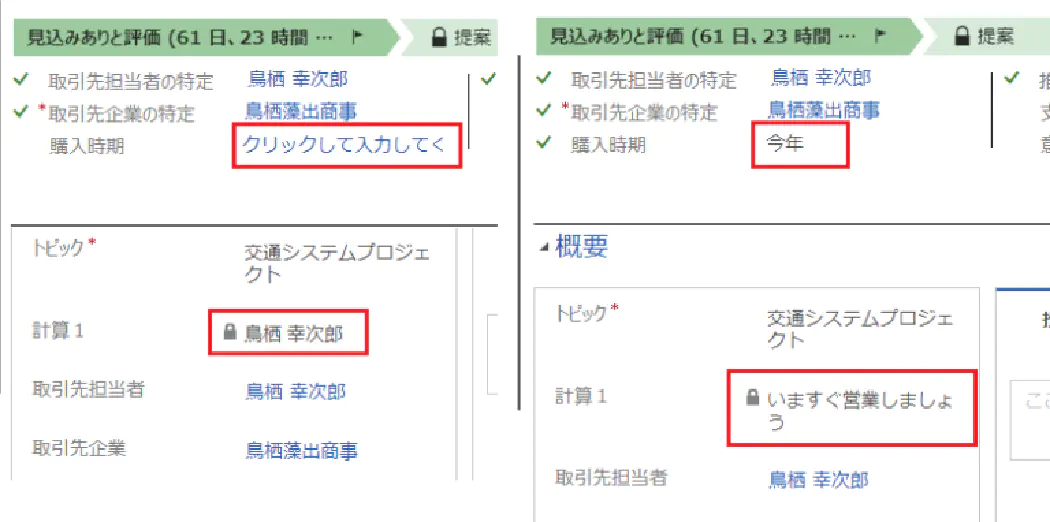 見込みありと評価 (61 日、23 時間 … 提案
取引先担当者の特定 鳥栖 幸次郎
*取引先企業の特定 鳥栖藻出商事
購入時期 クリックして入力してく
トピック* 交通システムプロジェ
クト
計算1 鳥栖 幸次郎
取引先担当者 鳥栖 幸次郎
取引先企業 鳥栖藻出商事
見込みありと評価 (61 日、23 時間 … 提案
取引先担当者の特定 鳥栖 幸次郎
*取引先企業の特定 鳥栖藻出商事
購入時期 今年
概要
トピック* 交通システムプロジェ
クト
計算1 いますぐ営業しましょ
う
取引先担当者 鳥栖 幸次郎
ここ